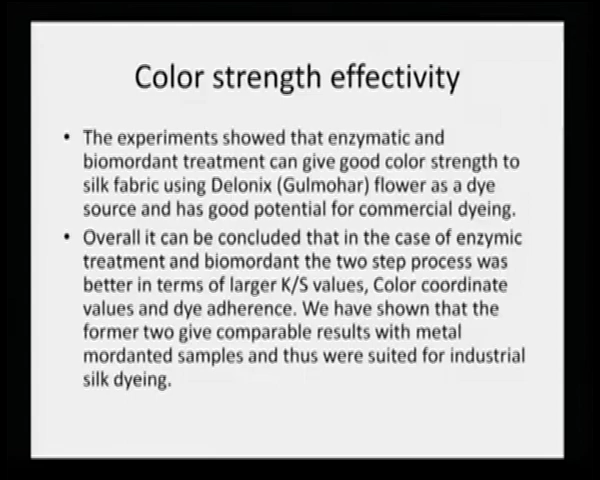 Color strength effectivity
• The experiments showed that enzymatic and
biomordant treatment can give good color strength to
silk fabric using Delonix (Gulmohar) flower as a dye
source and has good potential for commercial dyeing.
• Overall it can be concluded that in the case of enzymic
treatment and biomordant the two step process was
better in terms of larger K/S values, Color coordinate
values and dye adherence. We have shown that the
former two give comparable results with metal
mordanted samples and thus were suited for industrial
silk dyeing.